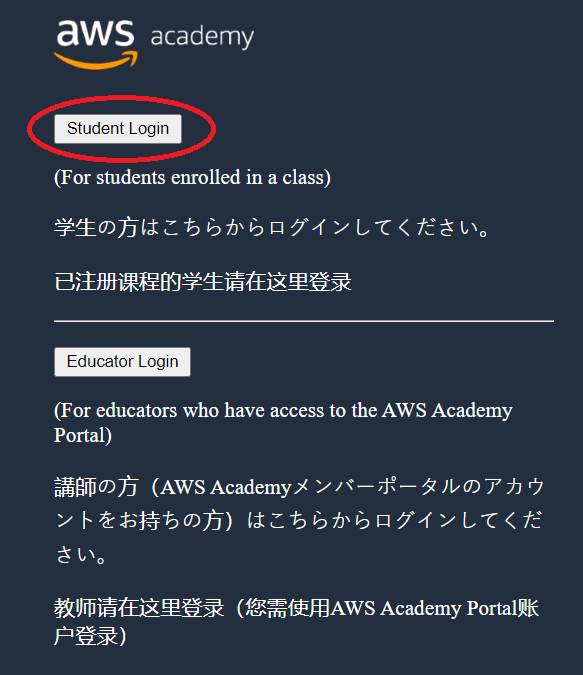 aws academy
Student Login
(For students enrolled in a class)
学生の方はこちらからログインしてください。
已注册课程的学生请在这里登录
Educator Login
(For educators who have access to the AWS Academy
Portal)
講師の方（AWS Academyメンバーポータルのアカウ
ントをお持ちの方）はこちらからログインしてくだ
さい。
教师请在这里登录（您需使用AWS Academy Portal账
户登录）